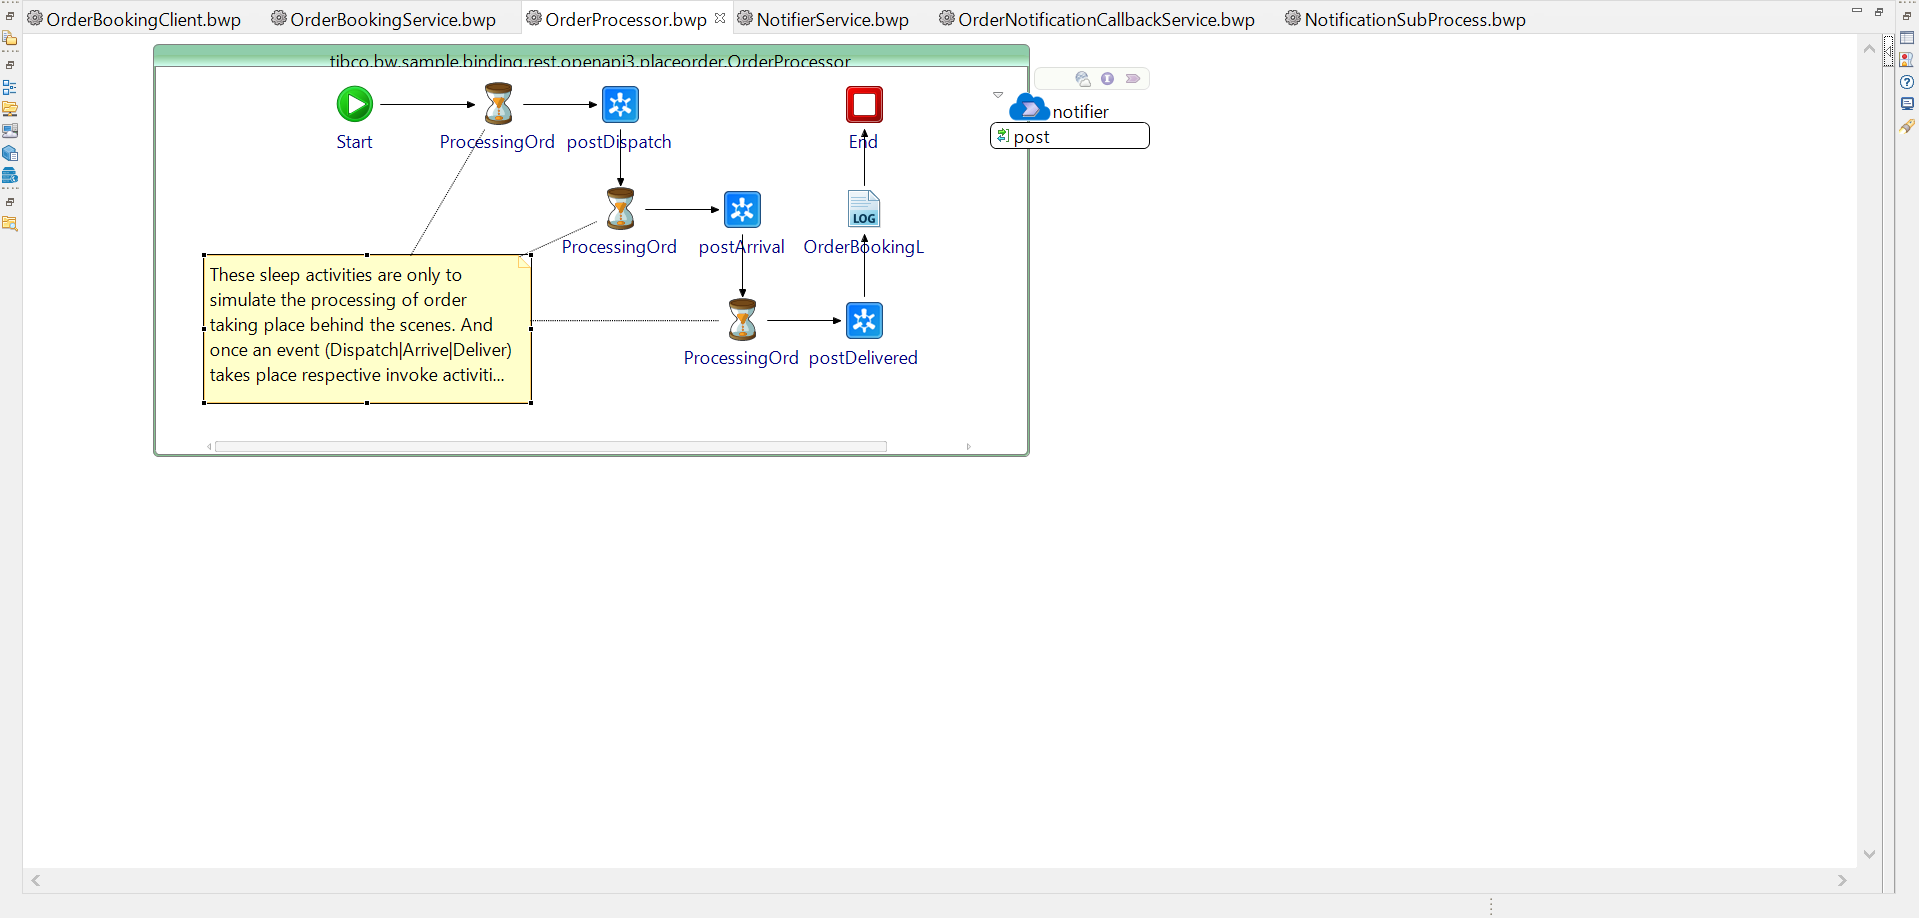 OrderBookingClient.bwp OrderBookingService.bwp OrderProcessor.bwp NotifierService.bwp OrderNotificationCallbackService.bwp NotificationSubProcess.bwp
tibco.bw.sample.binding.rest.openapi3.placeorder.OrderProcessor
notifier
post
Start ProcessingOrd postDispatch End
LOG
ProcessingOrd postArrival OrderBookingL
These sleep activities are only to
simulate the processing of order
taking place behind the scenes. And
once an event (Dispatch|Arrive|Deliver)
takes place respective invoke activiti...
ProcessingOrd postDelivered